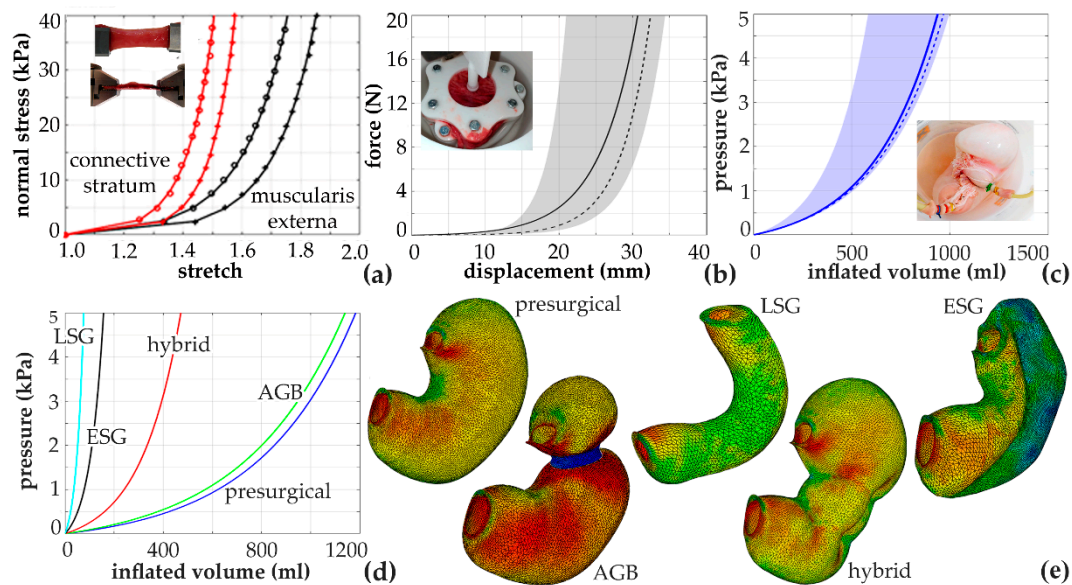 normal stress (kPa)
40
30
20
10
0
connective
stratum
muscularis
externa
1.0
1.2
1.4
1.6
1.8
2.0
stretch
(a)
force (N)
20
16
12
8
4
0
0
10
20
30
40
displacement (mm)
(b)
pressure (kPa)
5
4
3
2
1
0
0
500
1000
1500
inflated volume (ml)
(c)
pressure (kPa)
5
4
3
2
1
0
LSG
ESG
hybrid
AGB
presurgical
0
400
800
1200
inflated volume (ml)
(d)
presurgical
LSG
ESG
AGB
hybrid
(e)